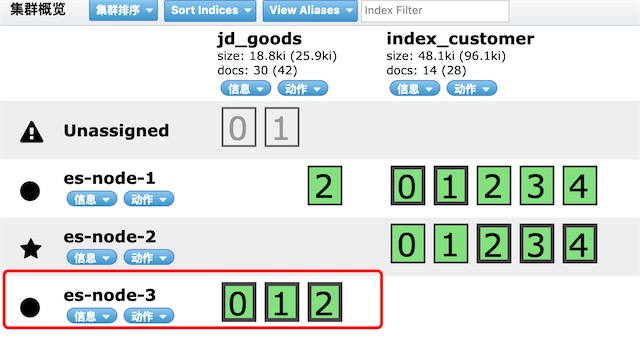 集群概览 集群排序 Sort Indices View Aliases Index Filter
jd_goods index_customer
size: 18.8ki (25.9ki) size: 48.1ki (96.1ki)
docs: 30 (42) docs: 14 (28)
信息 动作 信息 动作
Unassigned 0 1
es-node-1 2 0 1 2 3 4
信息 动作
es-node-2 0 1 2 3 4
信息 动作
es-node-3 0 1 2
信息 动作